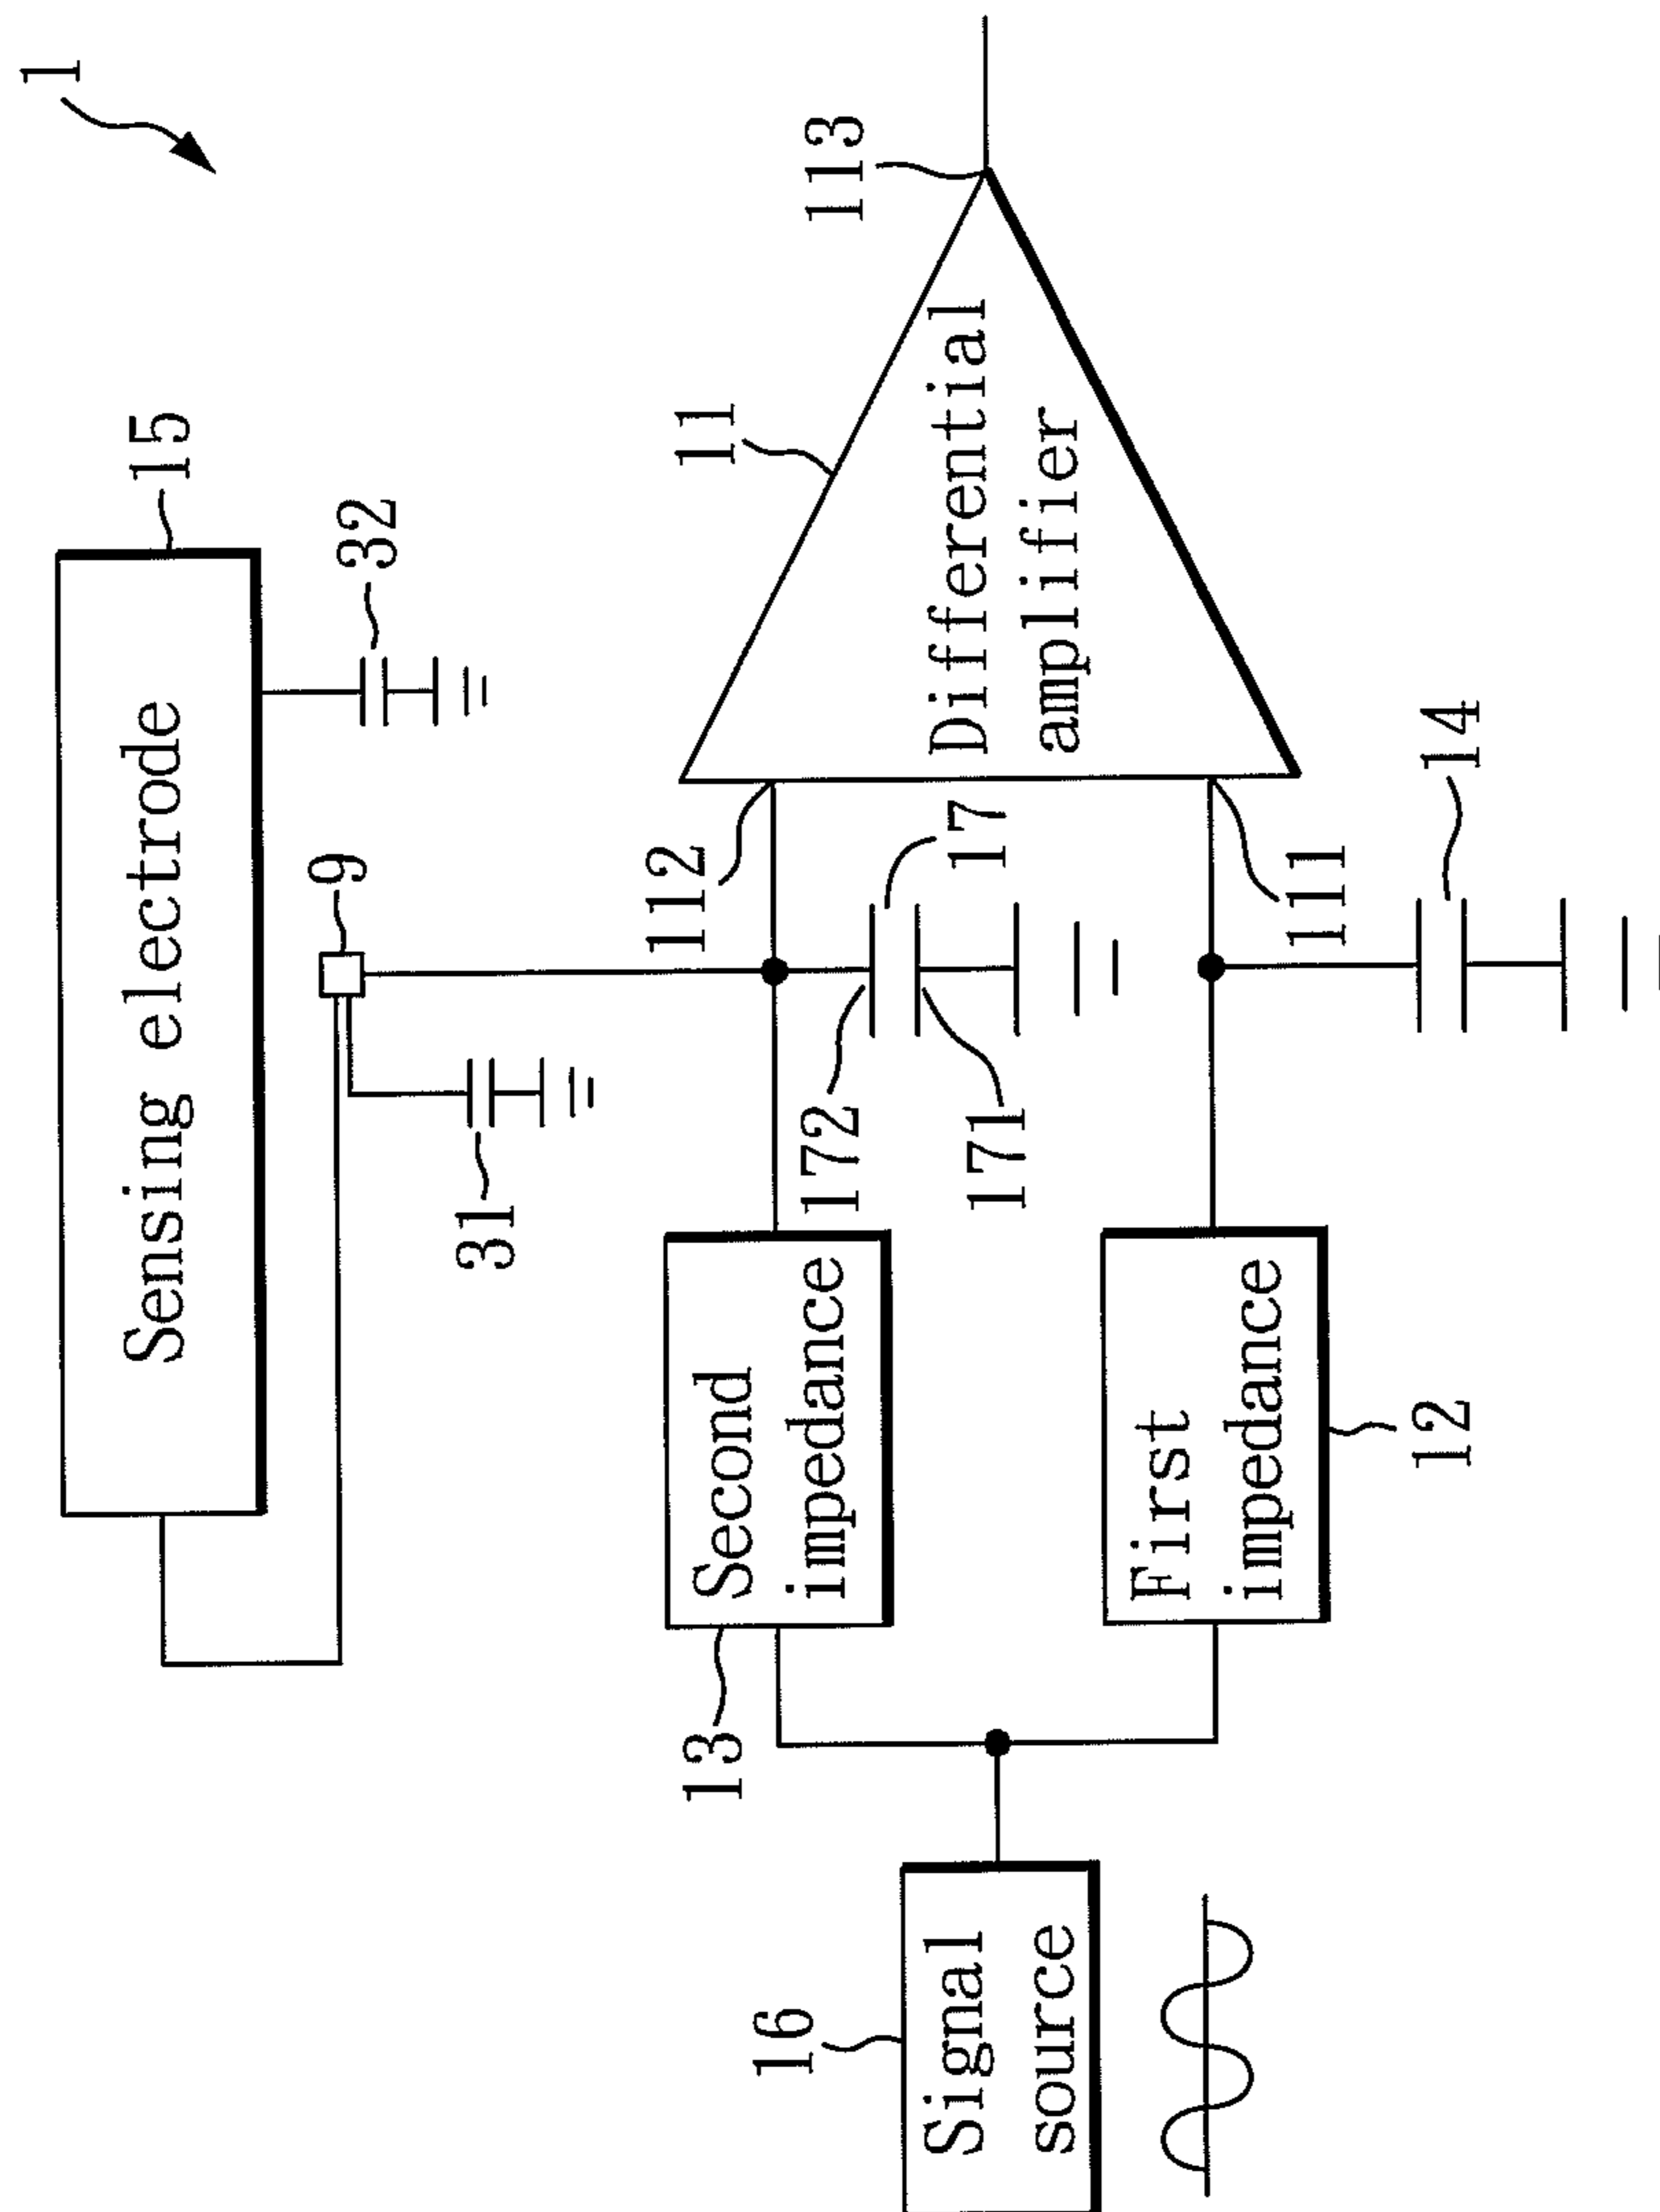 1
Sensing electrode
15
32
9
31
11
113
Differential
amplifier
112
17
172
171
111
14
Second
impedance
13
First
impedance
12
16
Signal
source